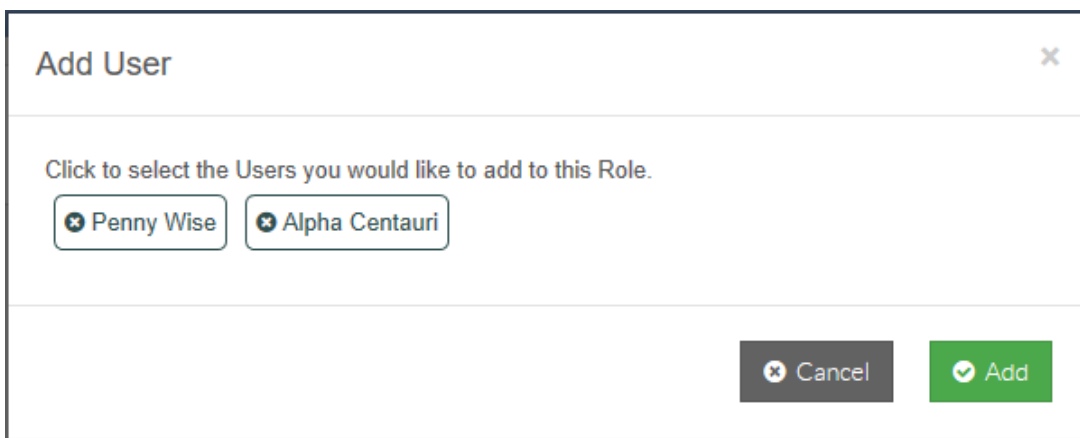 Add User
Click to select the Users you would like to add to this Role.
Penny Wise Alpha Centauri
Cancel Add